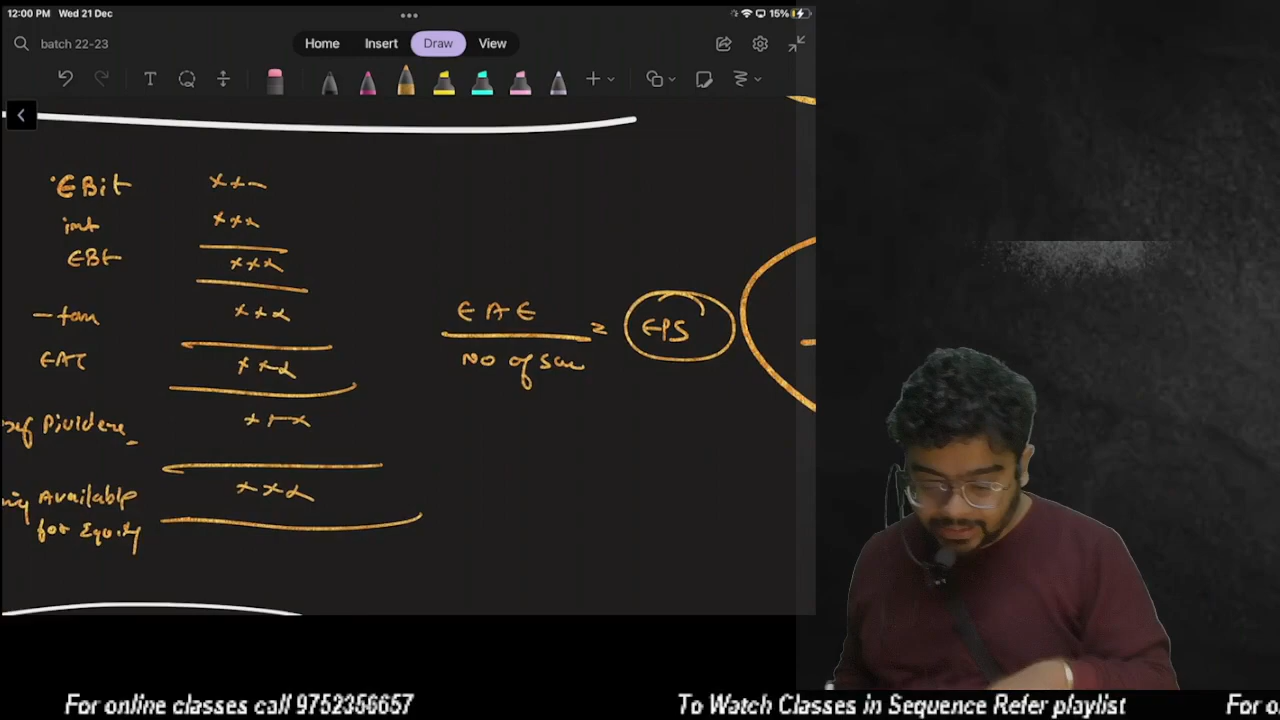 12:00 PM Wed 21 Dec
15%
batch 22-23
Home Insert Draw View
EBit xxx
int xxx
EBt xxx
- tax xxx
EAT xxx
Dividend xxx
Available for Equity xxx
EAE
No of
= EPS
For online classes call 9752356657
To Watch Classes in Sequence Refer playlist
For o